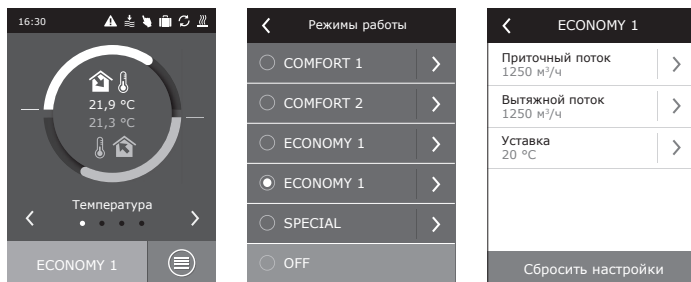 16:30
21,9 °C
21,3 °C
Температура
ECONOMY 1
Режимы работы
COMFORT 1
COMFORT 2
ECONOMY 1
ECONOMY 1
SPECIAL
OFF
ECONOMY 1
Приточный поток
1250 м³/ч
Вытяжной поток
1250 м³/ч
Уставка
20 °C
Сбросить настройки